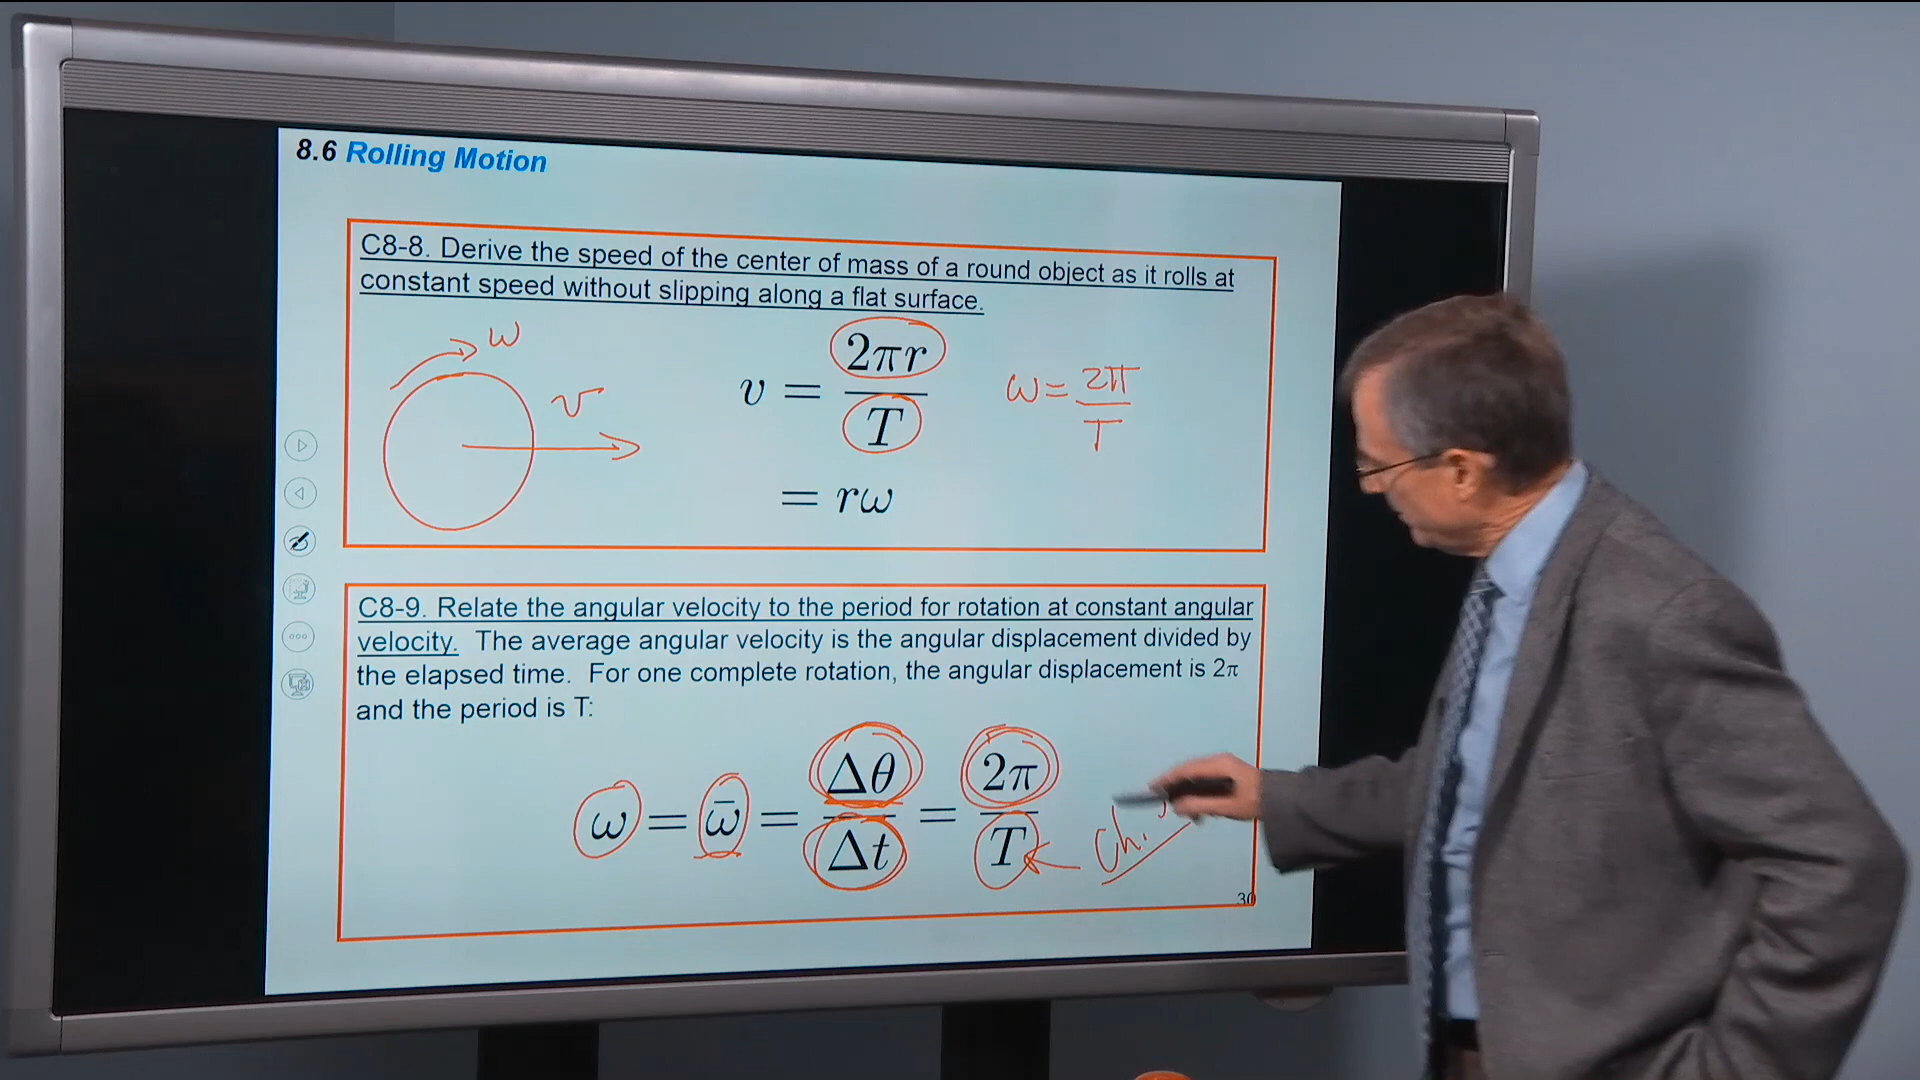 8.6 Rolling Motion
C8-8. Derive the speed of the center of mass of a round object as it rolls at
constant speed without slipping along a flat surface.
ω
v
v = 2πr / T
ω = 2π / T
= rω
C8-9. Relate the angular velocity to the period for rotation at constant angular
velocity. The average angular velocity is the angular displacement divided by
the elapsed time. For one complete rotation, the angular displacement is 2π
and the period is T:
ω = ω̄ = Δθ / Δt = 2π / T
Ch.
30